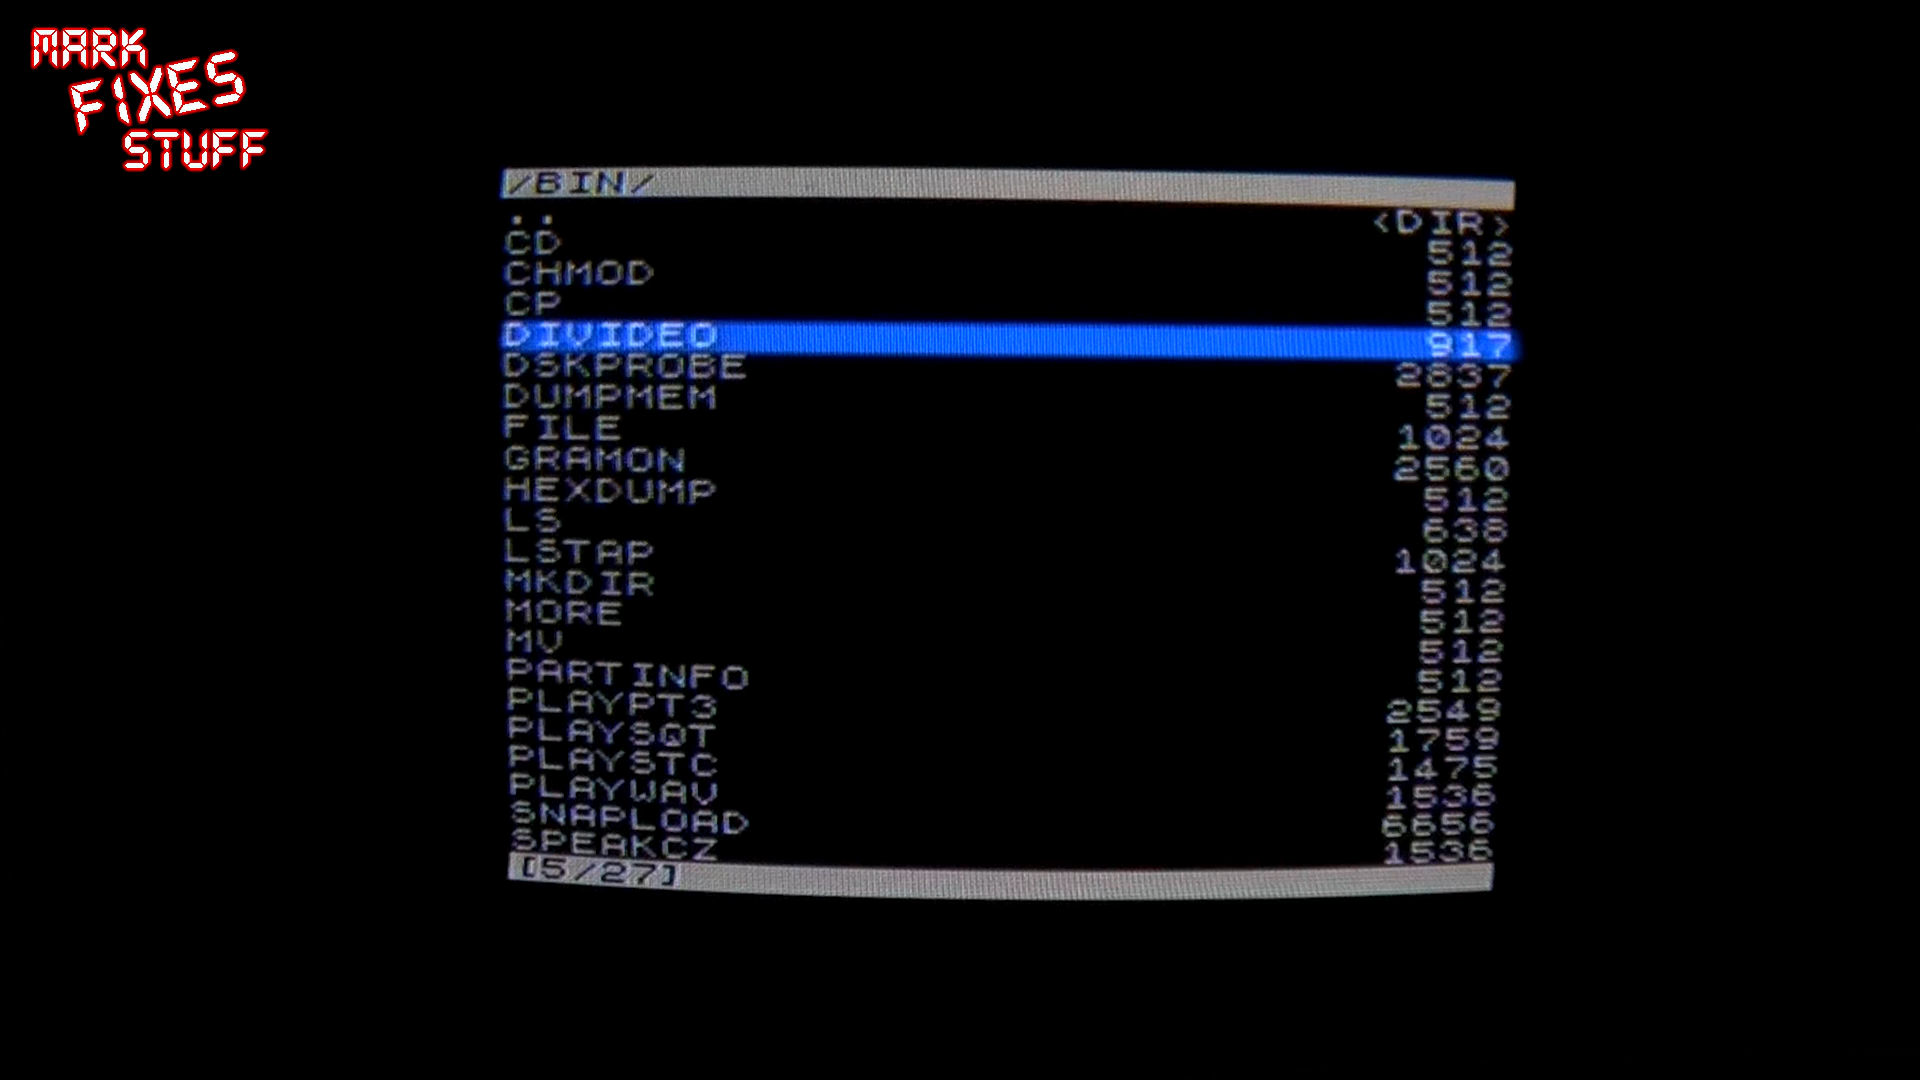 MARK
FIXES
STUFF
/BIN/
.. <DIR>
CD 512
CHMOD 512
CP 512
DIVIDEO 917
DSKPROBE 2637
DUMPMEM 512
FILE 1024
GRAMON 2560
HEXDUMP 512
LS 638
LSTAP 1024
MKDIR 512
MORE 512
MV 512
PARTINFO 512
PLAYPT3 2549
PLAYSQT 1759
PLAYSTC 1475
PLAYWAV 1536
SNAPLOAD 6656
SPEAKCZ 1536
[5/27]